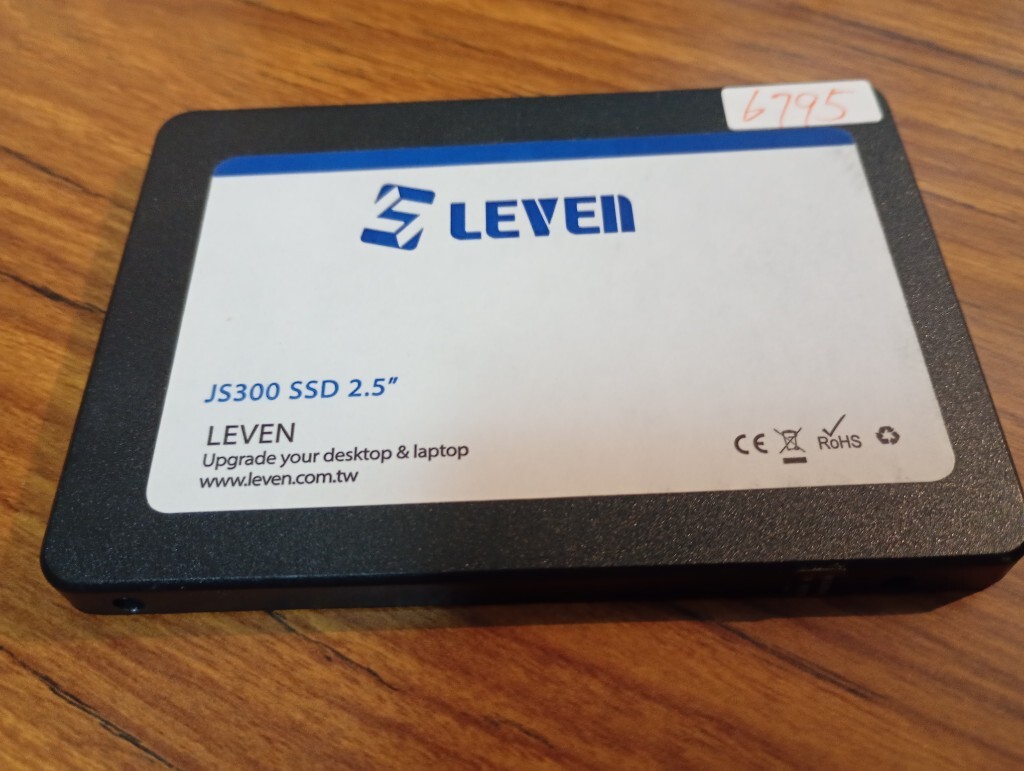 6795
LEVEN
JS300 SSD 2.5”
LEVEN
Upgrade your desktop & laptop
www.leven.com.tw
CE
RoHS